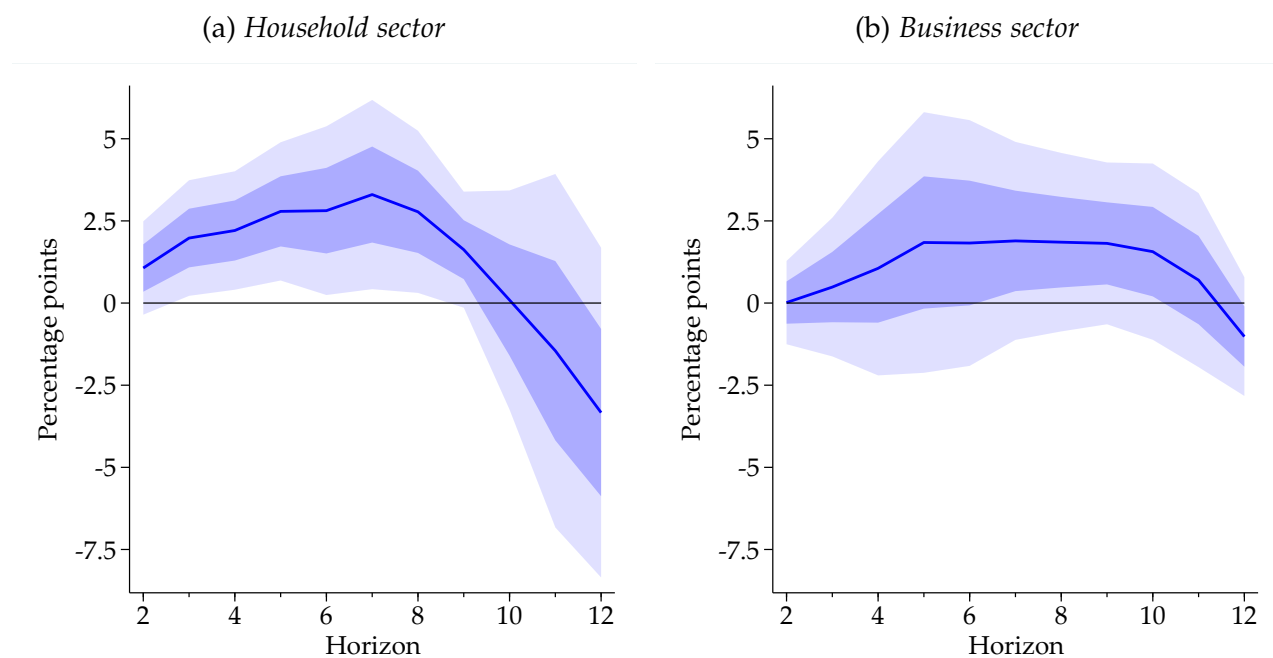 (a) Household sector
Percentage points
5
2.5
0
-2.5
-5
-7.5
2 4 6 8 10 12
Horizon
(b) Business sector
Percentage points
5
2.5
0
-2.5
-5
-7.5
2 4 6 8 10 12
Horizon